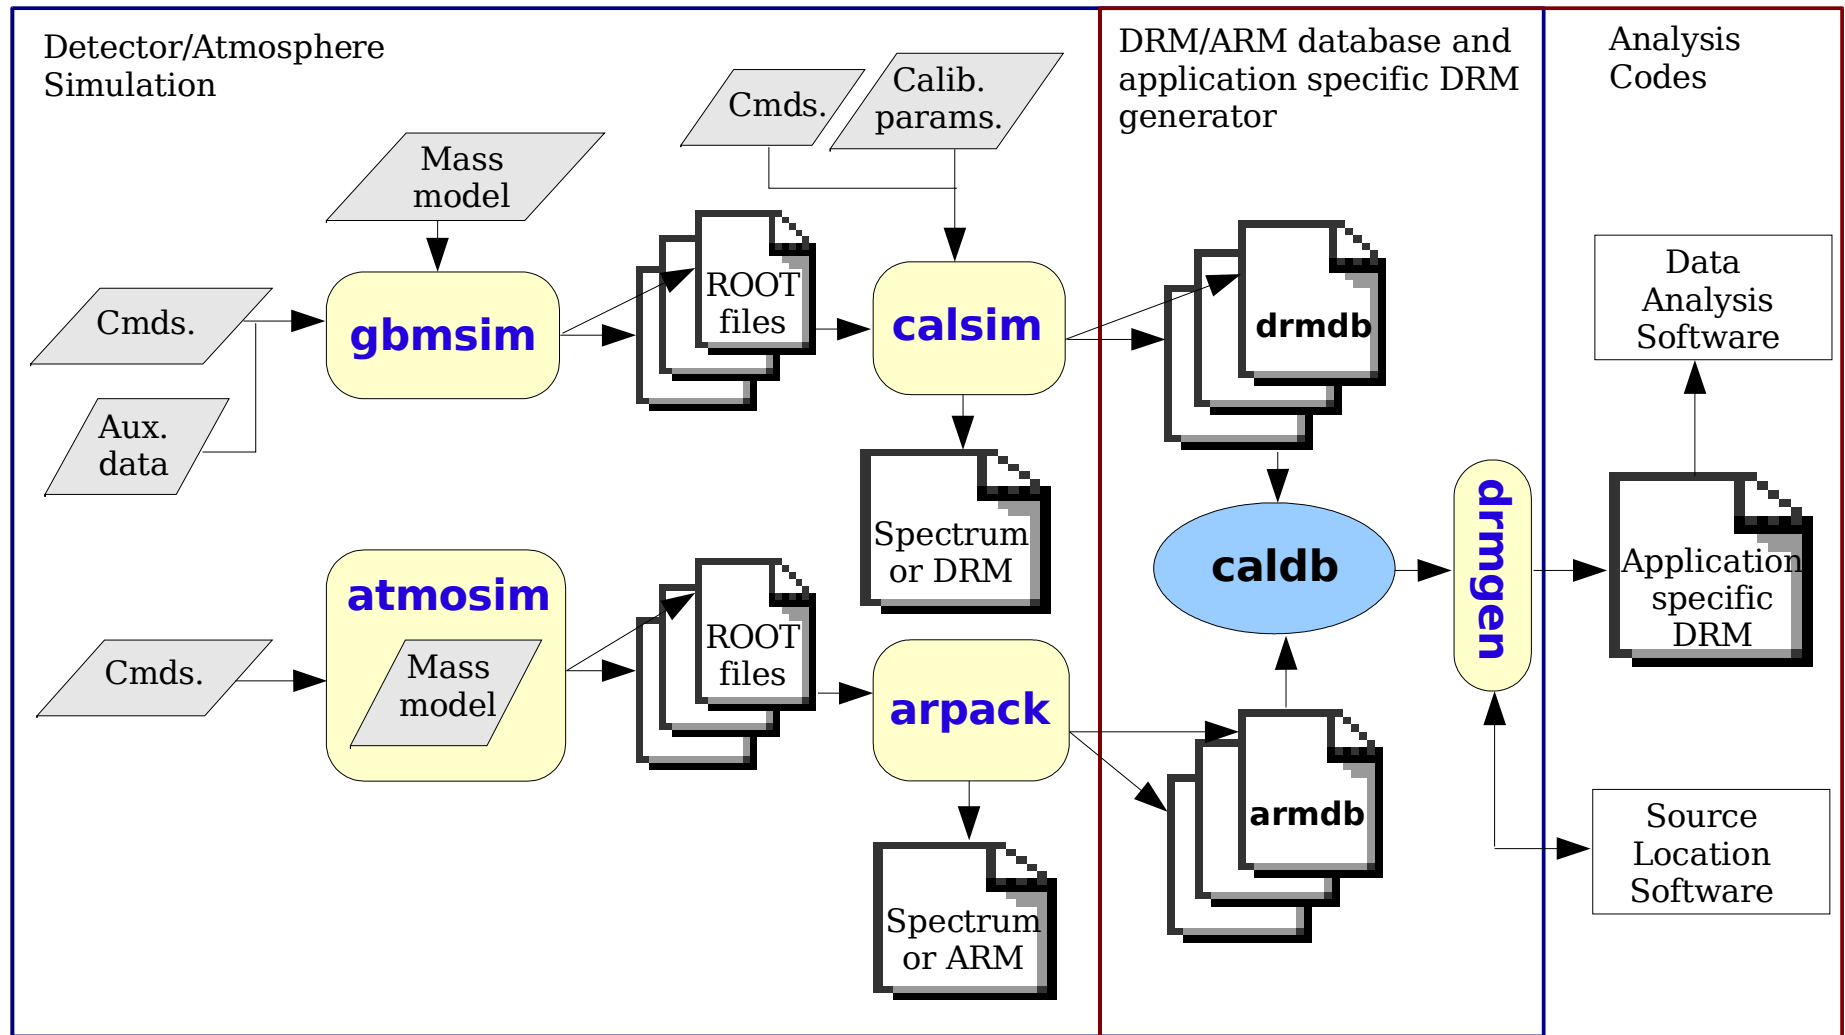 Detector/Atmosphere
Simulation
DRM/ARM database and
application specific DRM
generator
Analysis
Codes
Cmds.
Calib.
params.
Mass
model
Cmds.
Aux.
data
gbmsim
ROOT
files
calsim
drmdb
Data
Analysis
Software
Spectrum
or DRM
caldb
drmgen
Application
specific
DRM
atmosim
Mass
model
Cmds.
ROOT
files
arpack
armdb
Spectrum
or ARM
Source
Location
Software